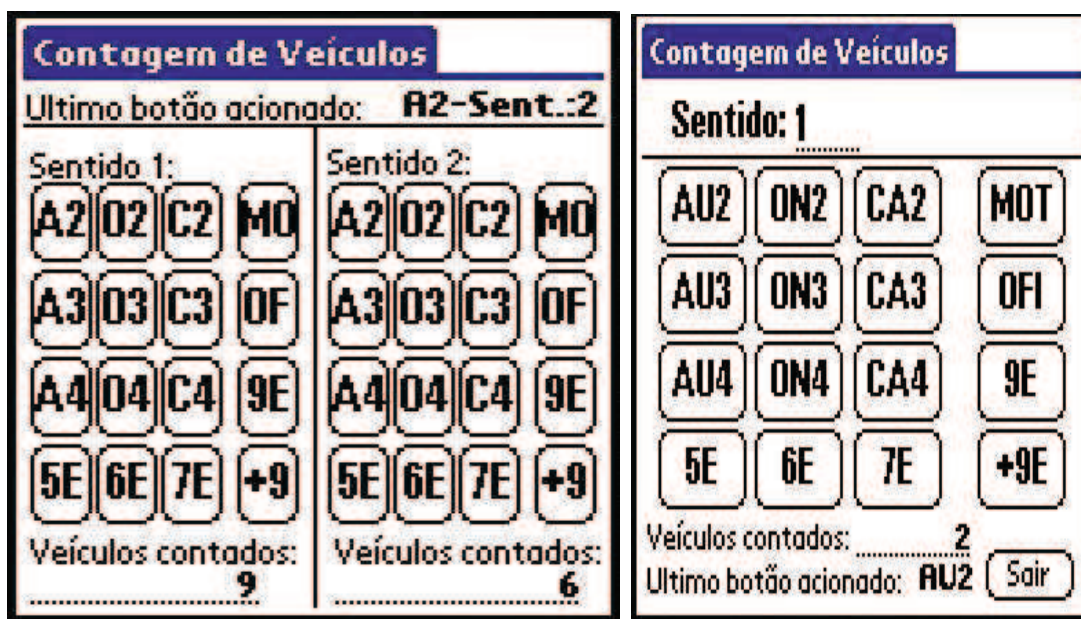 Contagem de Veículos
Ultimo botão acionado: A2-Sent.:2
Sentido 1:
A2 O2 C2 MO
A3 O3 C3 OF
A4 O4 C4 9E
5E 6E 7E +9
Veículos contados:
9
Sentido 2:
A2 O2 C2 MO
A3 O3 C3 OF
A4 O4 C4 9E
5E 6E 7E +9
Veículos contados:
6
Contagem de Veículos
Sentido: 1
AU2 ON2 CA2 MOT
AU3 ON3 CA3 OFI
AU4 ON4 CA4 9E
5E 6E 7E +9E
Veículos contados: 2
Ultimo botão acionado: AU2 Sair